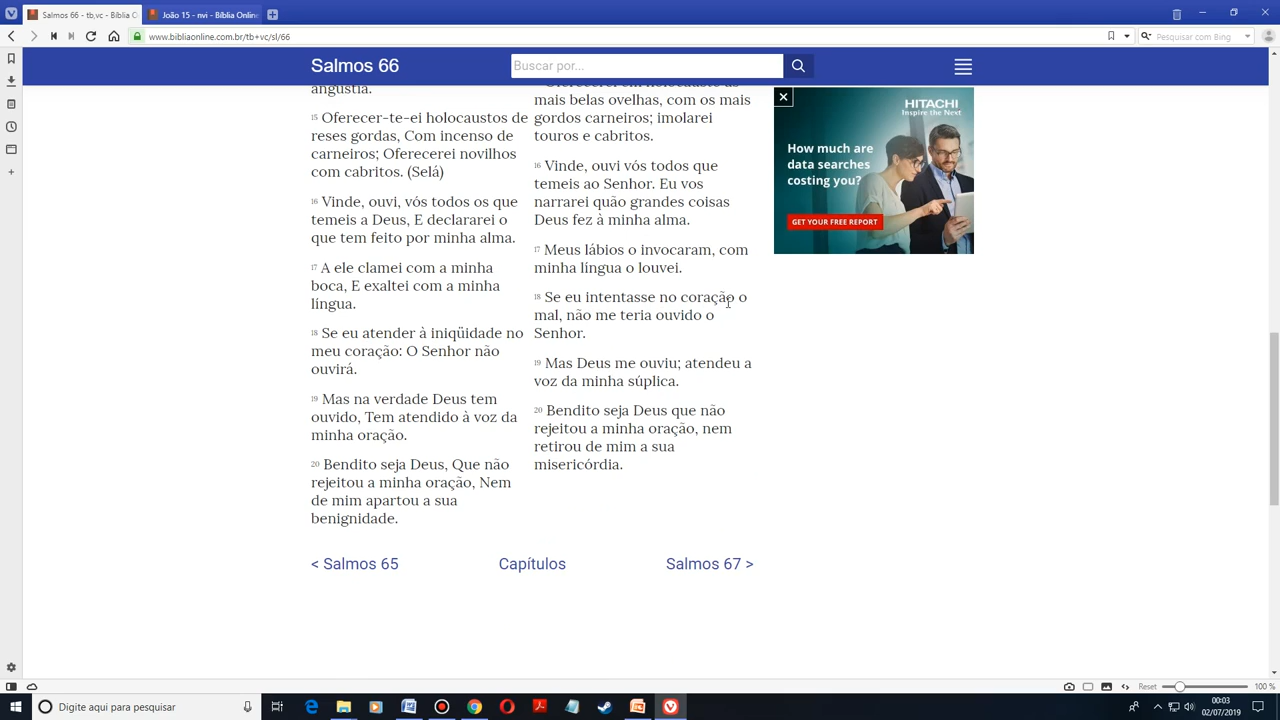 Salmos 66 - tb,vc - Bíblia O
João 15 - nvi - Bíblia Onlin
www.bibliaonline.com.br/tb+vc/sl/66
Pesquisar com Bing
Salmos 66
Buscar por...
angústia.
15 Oferecer-te-ei holocaustos de
reses gordas, Com incenso de
carneiros; Oferecerei novilhos
com cabritos. (Selá)
16 Vinde, ouvi, vós todos os que
temeis a Deus, E declararei o
que tem feito por minha alma.
17 A ele clamei com a minha
boca, E exaltei com a minha
língua.
18 Se eu atender à iniqüidade no
meu coração: O Senhor não
ouvirá.
19 Mas na verdade Deus tem
ouvido, Tem atendido à voz da
minha oração.
20 Bendito seja Deus, Que não
rejeitou a minha oração, Nem
de mim apartou a sua
benignidade.
mais belas ovelhas, com os mais
gordos carneiros; imolarei
touros e cabritos.
16 Vinde, ouvi vós todos que
temeis ao Senhor. Eu vos
narrarei quão grandes coisas
Deus fez à minha alma.
17 Meus lábios o invocaram, com
minha língua o louvei.
18 Se eu intentasse no coração o
mal, não me teria ouvido o
Senhor.
19 Mas Deus me ouviu; atendeu a
voz da minha súplica.
20 Bendito seja Deus que não
rejeitou a minha oração, nem
retirou de mim a sua
misericórdia.
HITACHI
Inspire the Next
How much are
data searches
costing you?
GET YOUR FREE REPORT
< Salmos 65
Capítulos
Salmos 67 >
Reset
100 %
Digite aqui para pesquisar
00:03
02/07/2019